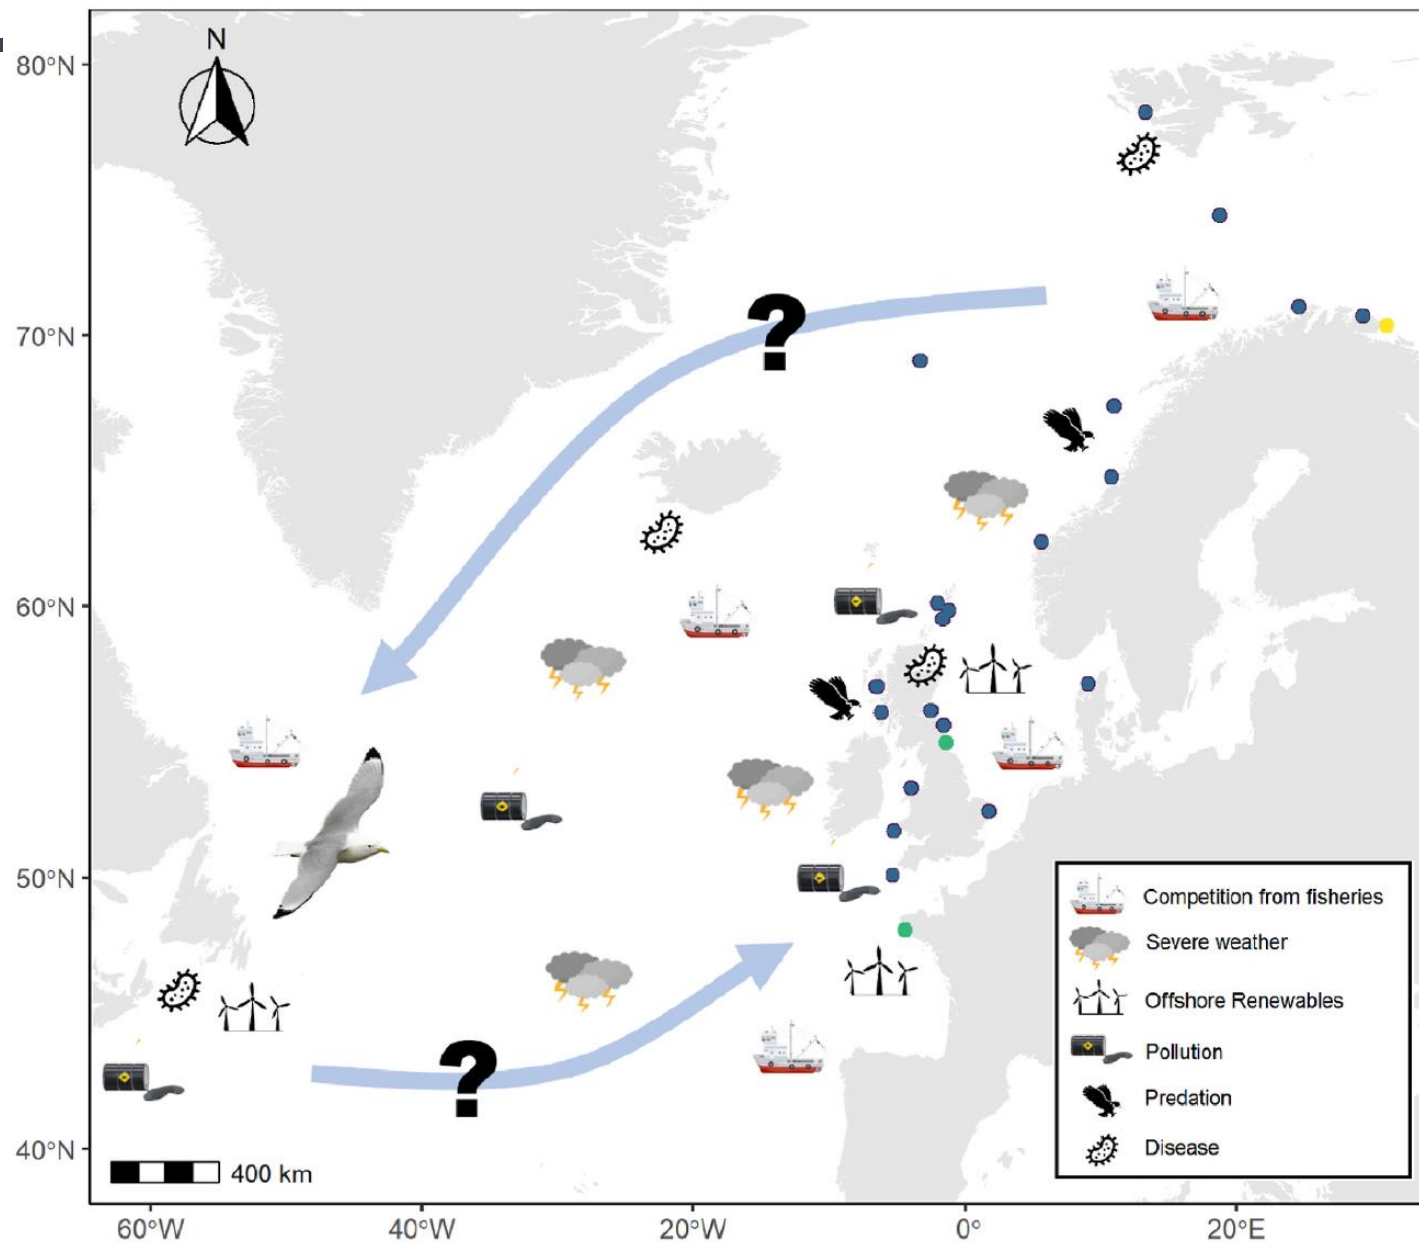 N
80°N
70°N
?
60°N
50°N
?
40°N
400 km
60°W
40°W
20°W
0°
20°E
Competition from fisheries
Severe weather
Offshore Renewables
Pollution
Predation
Disease